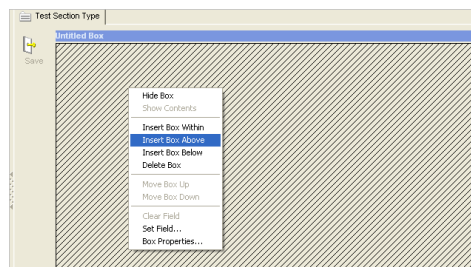 Test Section Type
Untitled Box
Save
Hide Box
Show Contents
Insert Box Within
Insert Box Above
Insert Box Below
Delete Box
Move Box Up
Move Box Down
Clear Field
Set Field...
Box Properties...